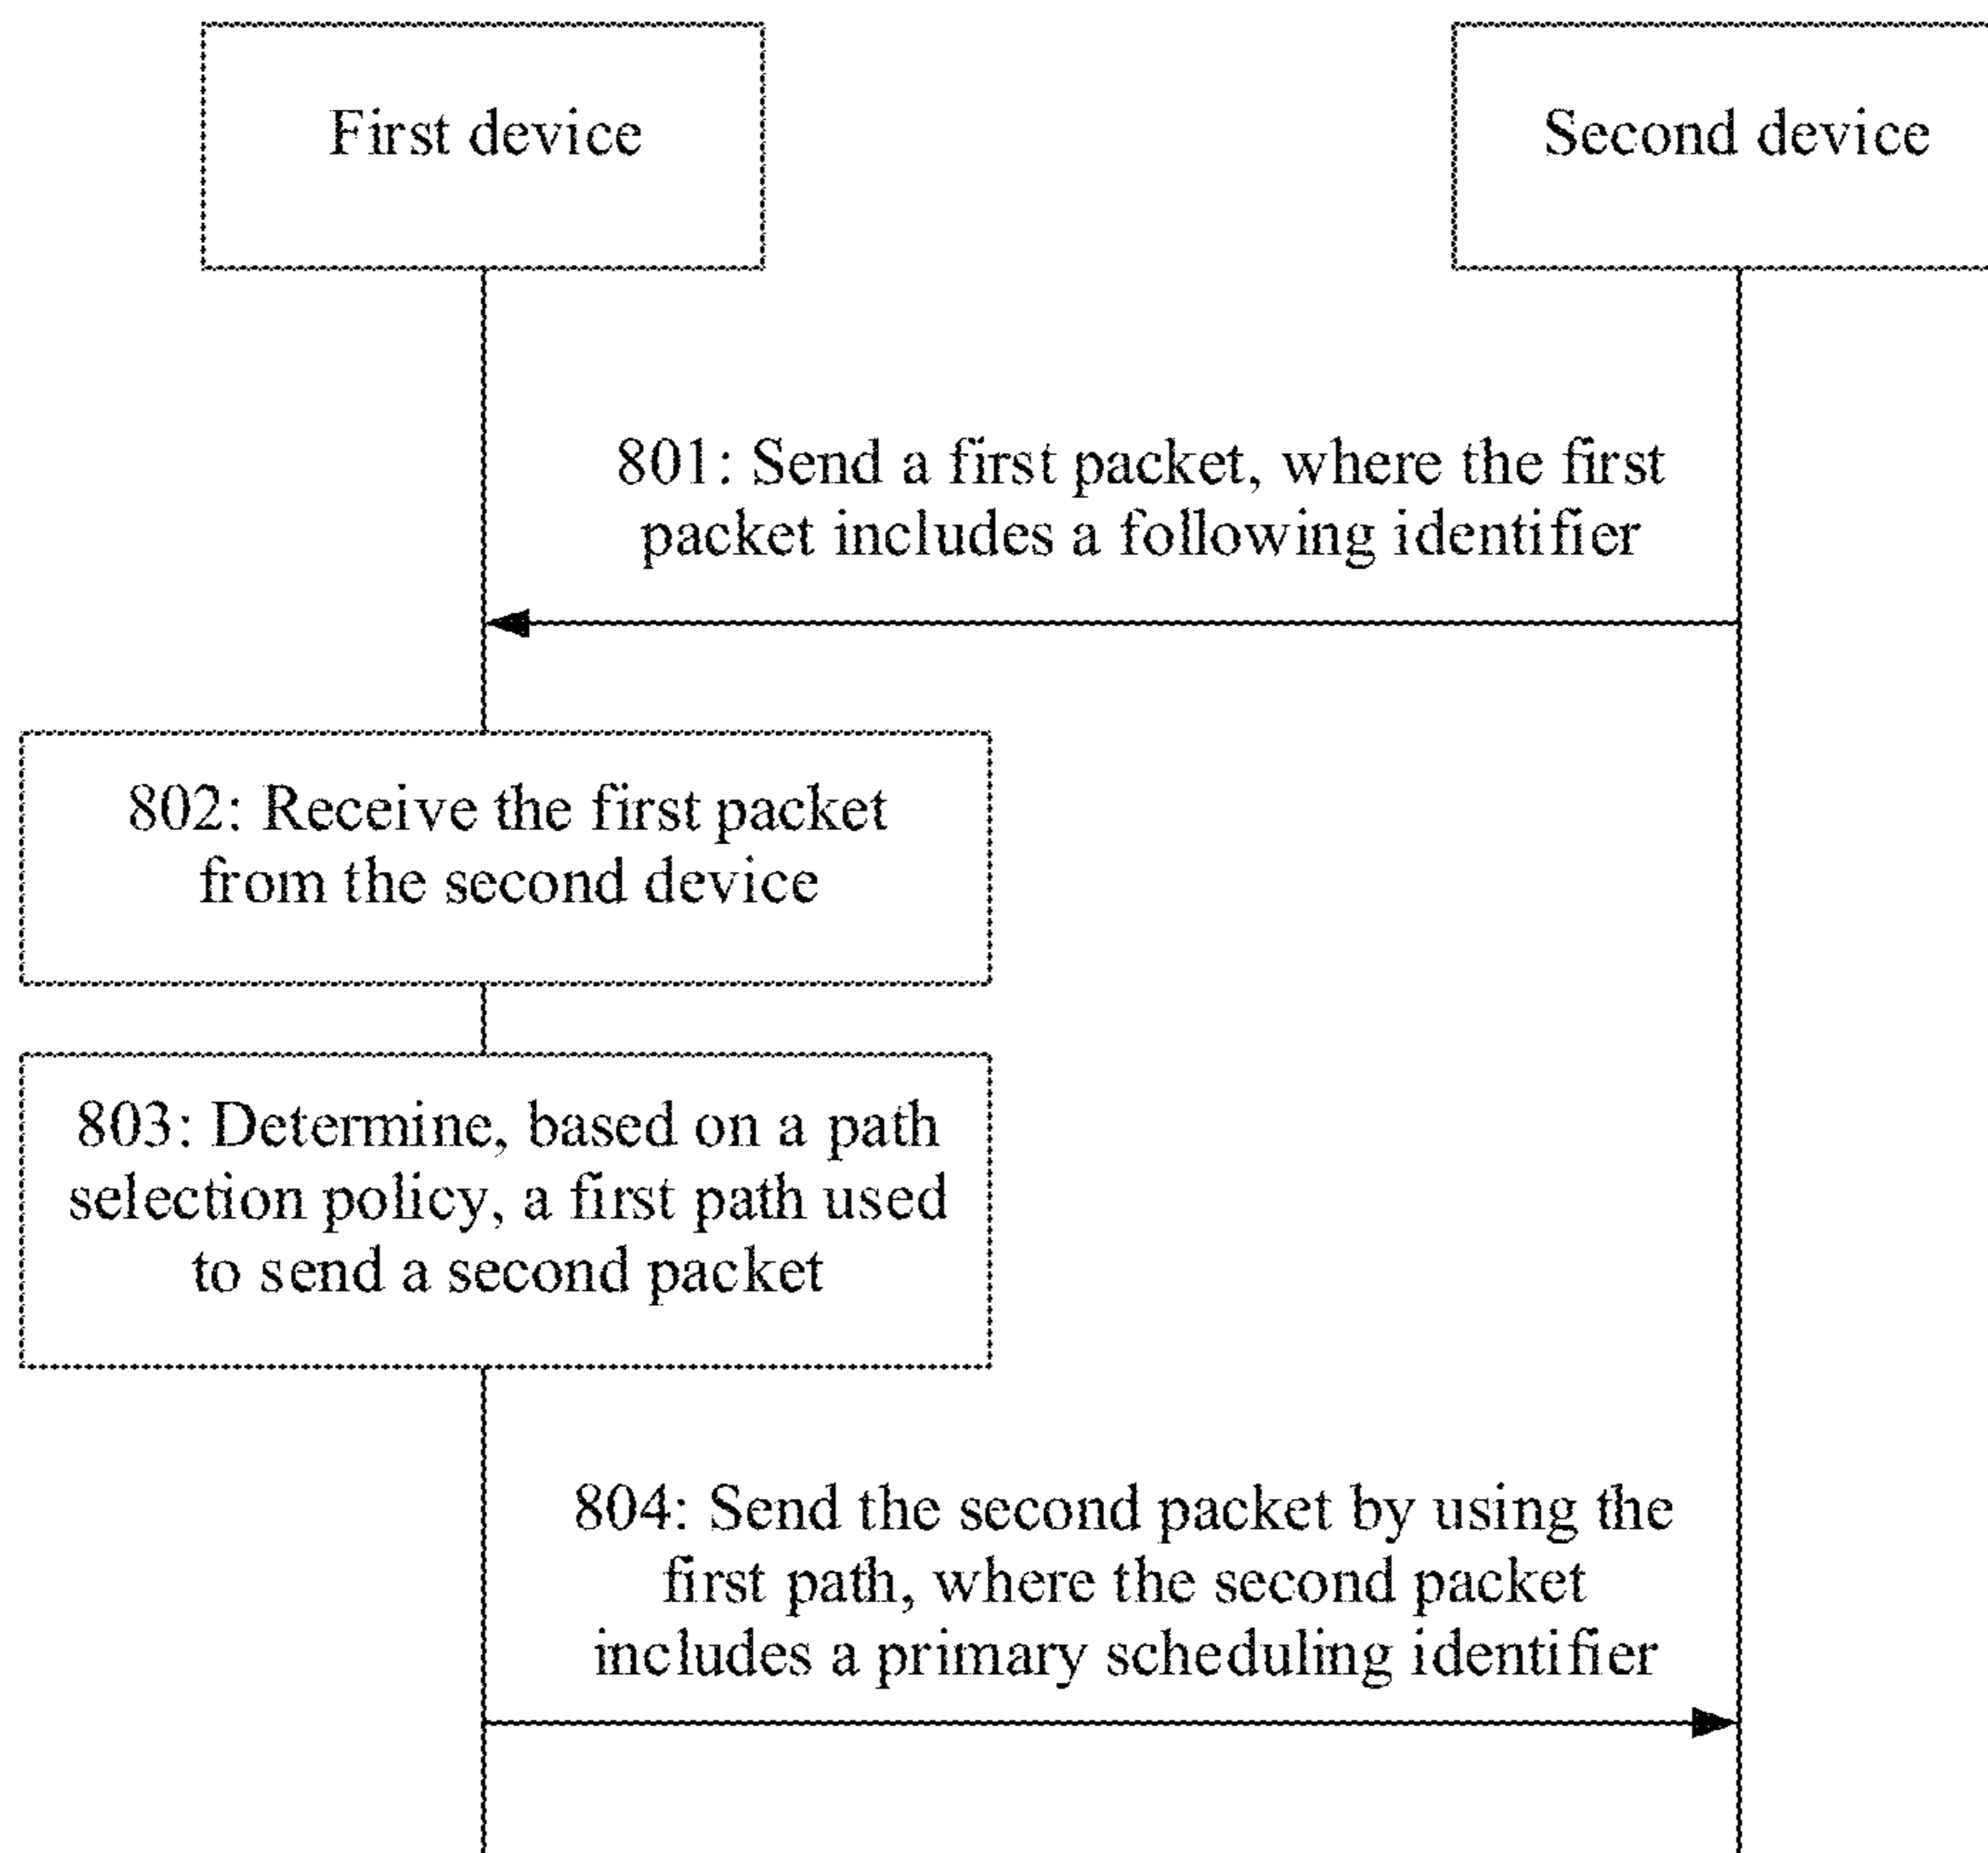 First device
Second device
801: Send a first packet, where the first
packet includes a following identifier
802: Receive the first packet
from the second device
803: Determine, based on a path
selection policy, a first path used
to send a second packet
804: Send the second packet by using the
first path, where the second packet
includes a primary scheduling identifier